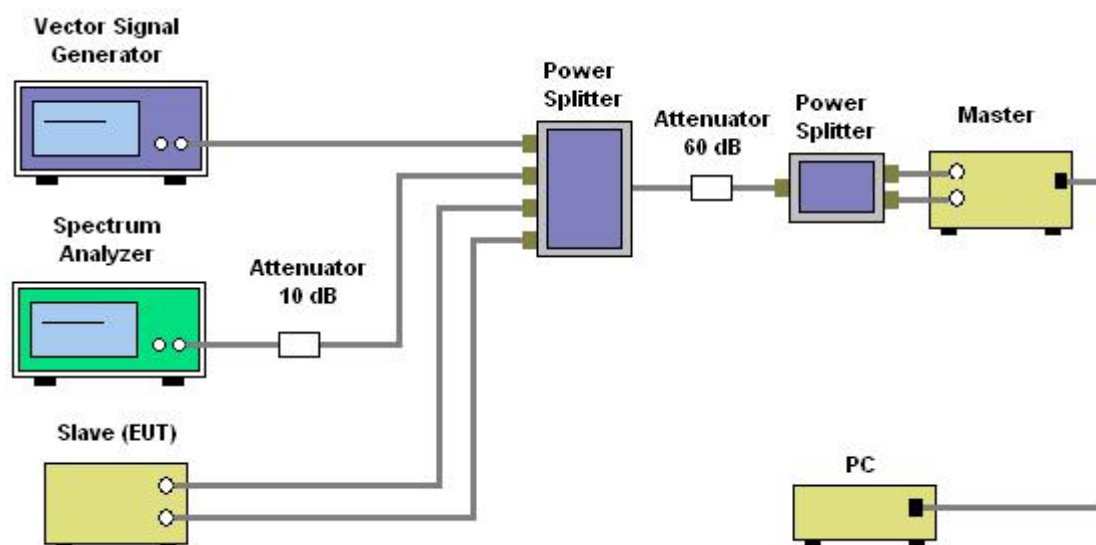 Vector Signal
Generator
Power
Splitter
Attenuator
60 dB
Power
Splitter
Master
Spectrum
Analyzer
Attenuator
10 dB
Slave (EUT)
PC